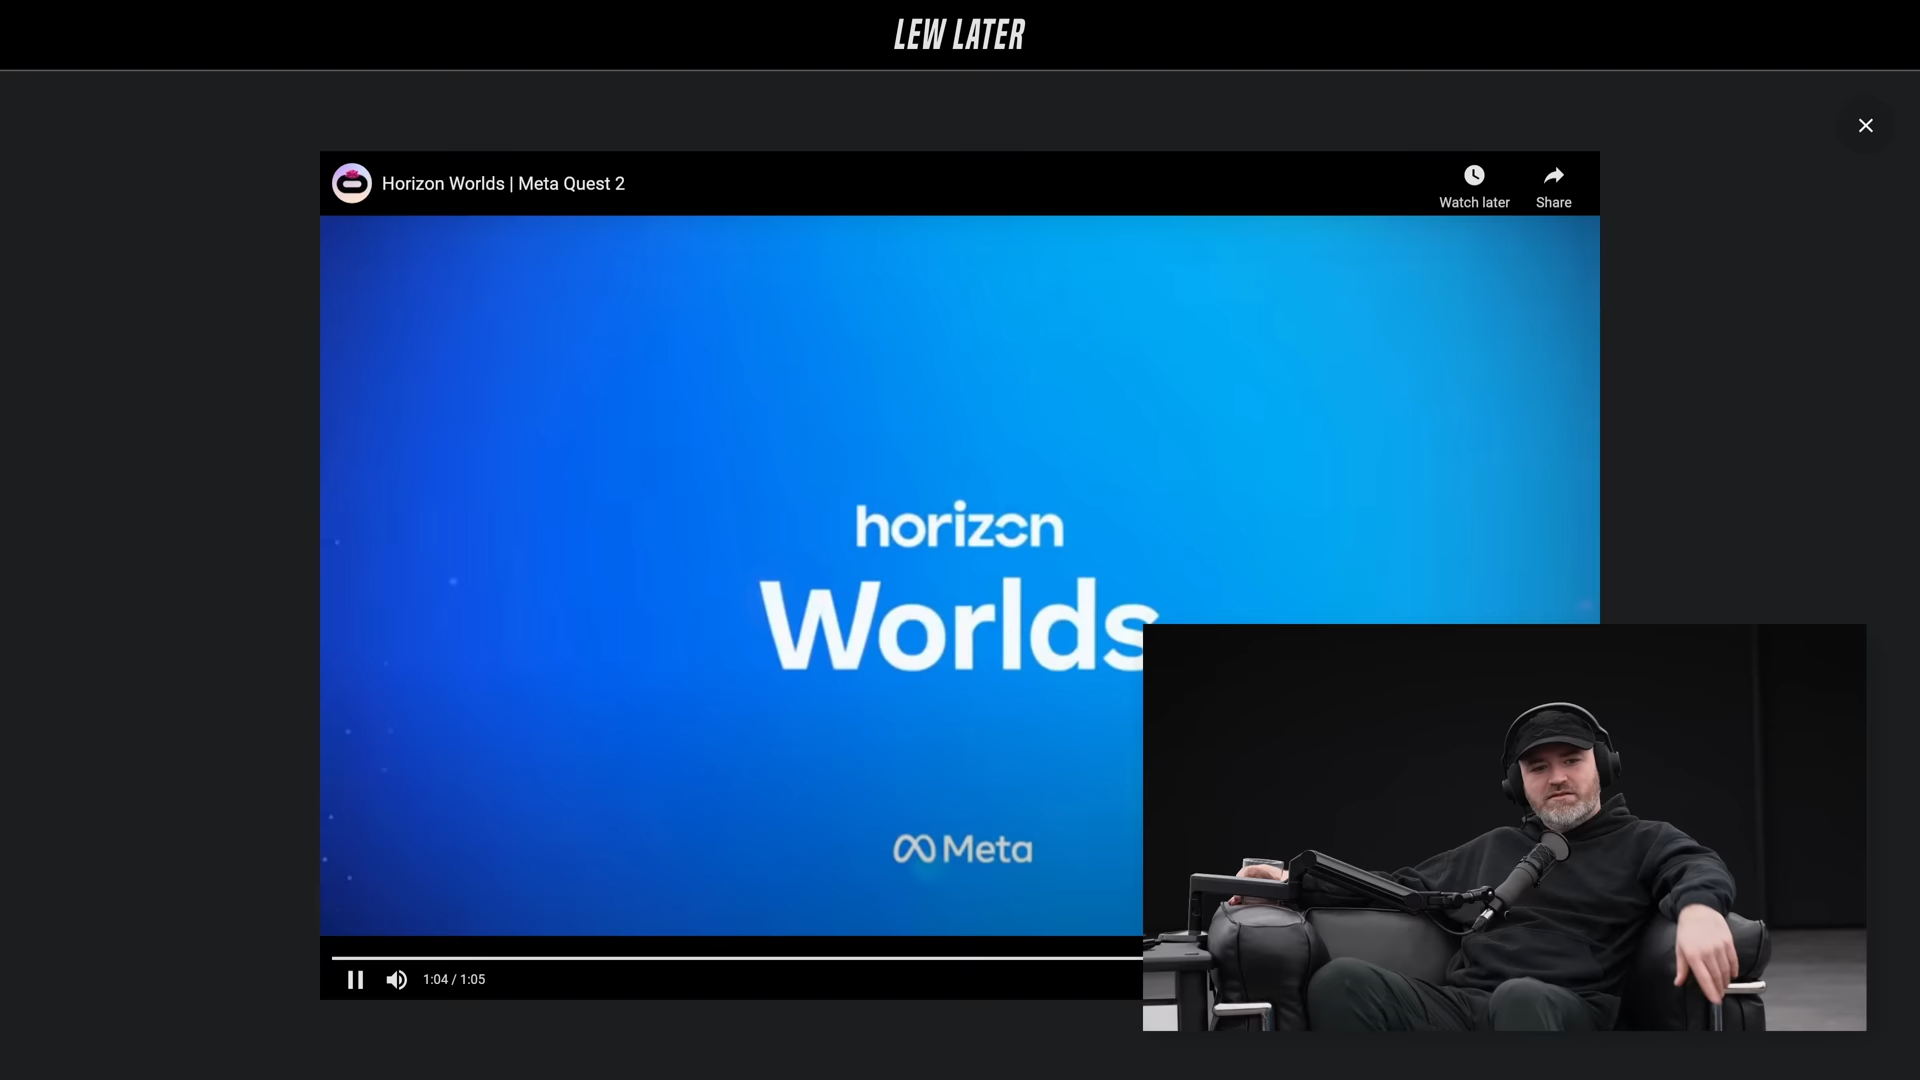 LEW LATER
Horizon Worlds | Meta Quest 2
Watch later
Share
horizon
Worlds
Meta
1:04 / 1:05